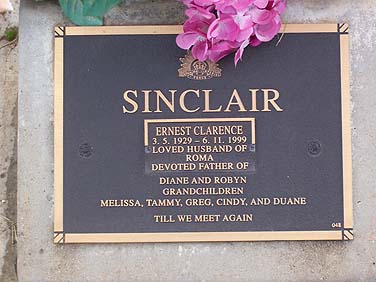 SINCLAIR
ERNEST CLARENCE
3. 5. 1929 – 6. 11. 1999
LOVED HUSBAND OF
ROMA
DEVOTED FATHER OF
DIANE AND ROBYN
GRANDCHILDREN
MELISSA, TAMMY, GREG, CINDY, AND DUANE
TILL WE MEET AGAIN